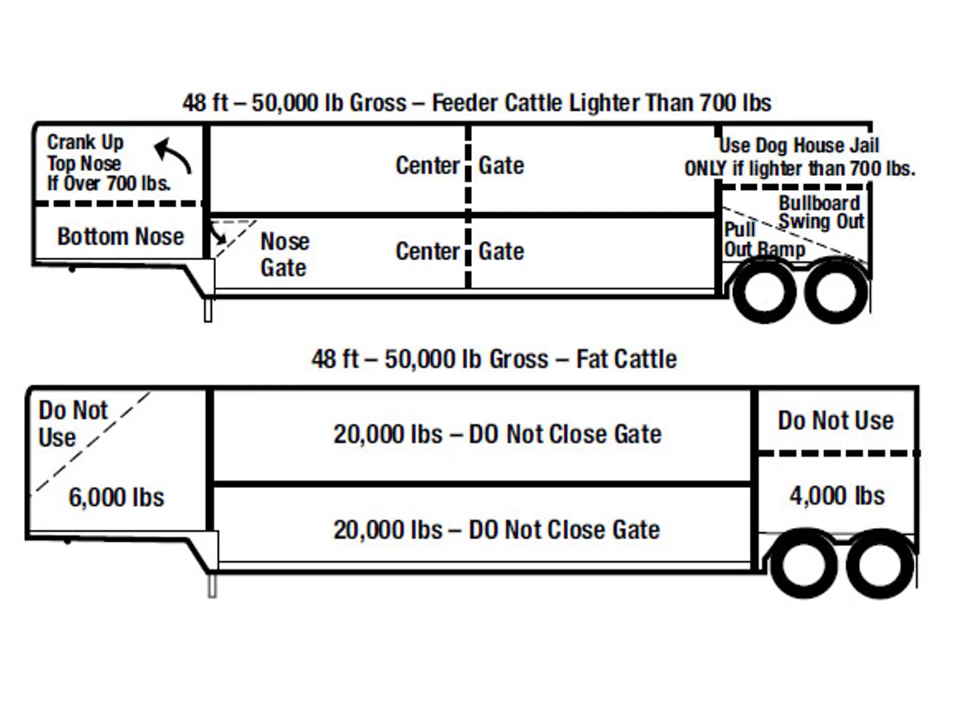 48 ft – 50,000 lb Gross – Feeder Cattle Lighter Than 700 lbs
Crank Up
Top Nose
If Over 700 lbs.
Bottom Nose
Nose
Gate
Center Gate
Center Gate
Use Dog House Jail
ONLY if lighter than 700 lbs.
Bullboard
Swing Out
Pull
Out Ramp
48 ft – 50,000 lb Gross – Fat Cattle
Do Not
Use
6,000 lbs
20,000 lbs – DO Not Close Gate
20,000 lbs – DO Not Close Gate
Do Not Use
4,000 lbs